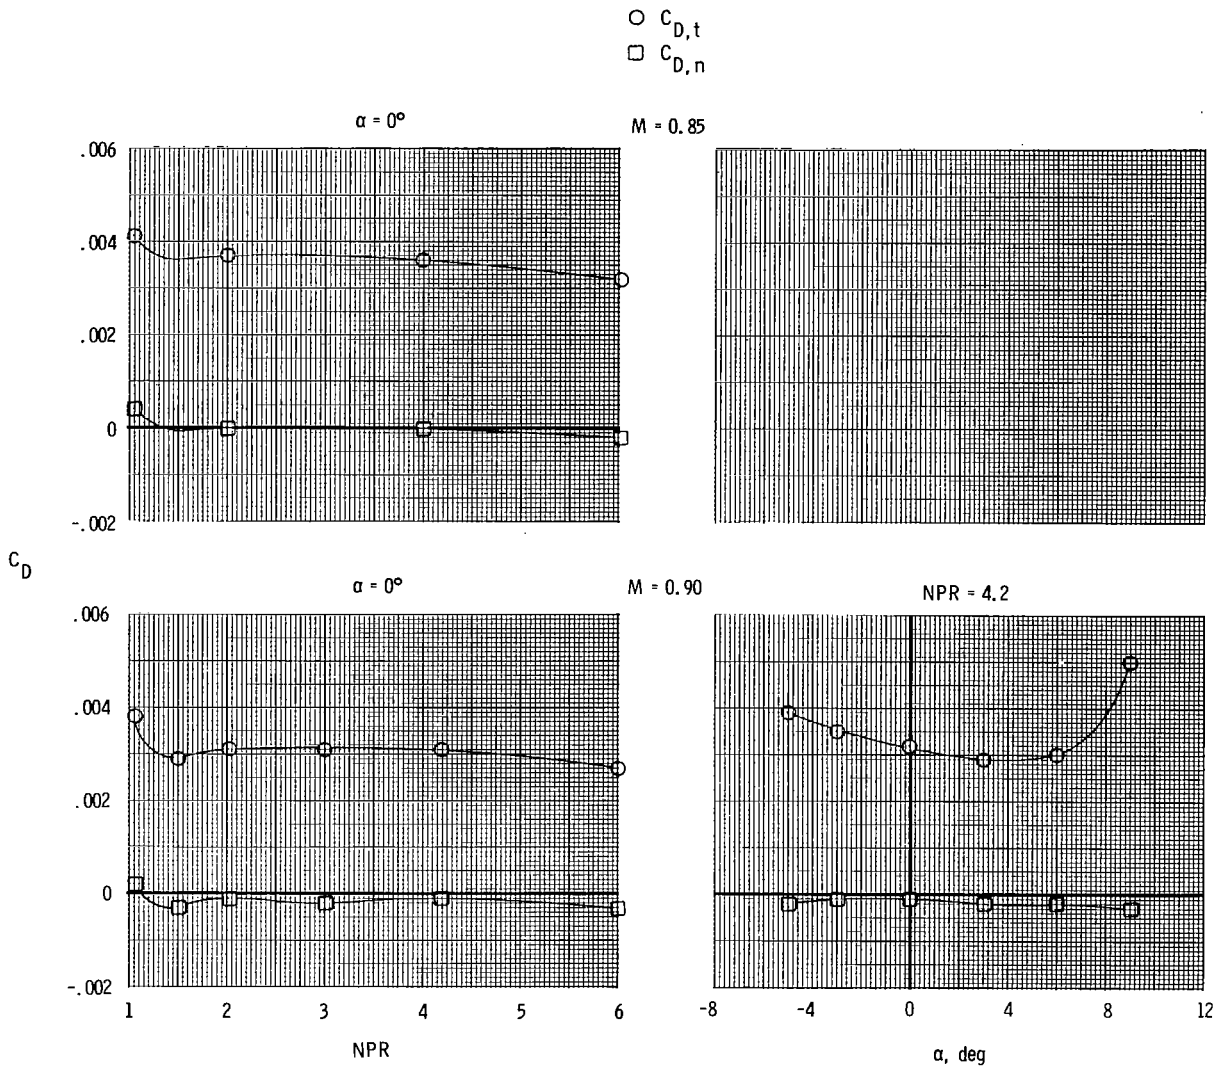 ○ C_D,t
□ C_D,n
α = 0°
M = 0.85
.006
.004
.002
0
-.002
C_D
α = 0°
M = 0.90
NPR = 4.2
.006
.004
.002
0
-.002
1 2 3 4 5 6
-8 -4 0 4 8 12
NPR
α, deg